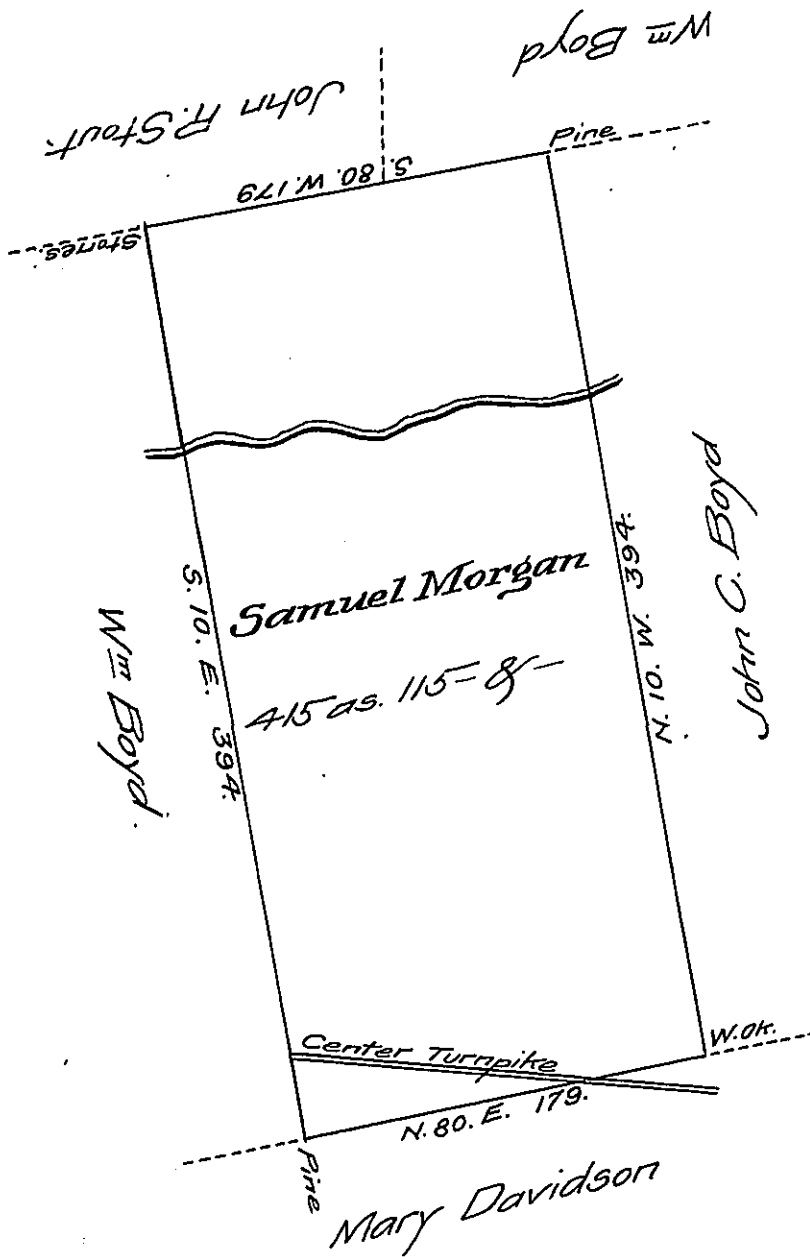 Wm Boyd
John R. Stout.
Pine
S. 80. W. 179
Stones.
John C. Boyd
N. 10. W. 394.
S. 10. E. 394.
Samuel Morgan
415 as. 115 = & -
Wm Boyd.
Center Turnpike
W. Ok.
N. 80. E. 179.
Pine
Mary Davidson